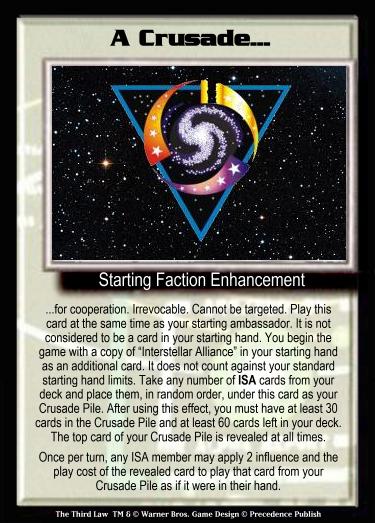 A Crusade...
Starting Faction Enhancement
...for cooperation. Irrevocable. Cannot be targeted. Play this
card at the same time as your starting ambassador. It is not
considered to be a card in your starting hand. You begin the
game with a copy of “Interstellar Alliance” in your starting hand
as an additional card. It does not count against your standard
starting hand limits. Take any number of ISA cards from your
deck and place them, in random order, under this card as your
Crusade Pile. After using this effect, you must have at least 30
cards in the Crusade Pile and at least 60 cards left in your deck.
The top card of your Crusade Pile is revealed at all times.
Once per turn, any ISA member may apply 2 influence and the
play cost of the revealed card to play that card from your
Crusade Pile as if it were in their hand.
The Third Law TM & © Warner Bros. Game Design © Precedence Publish